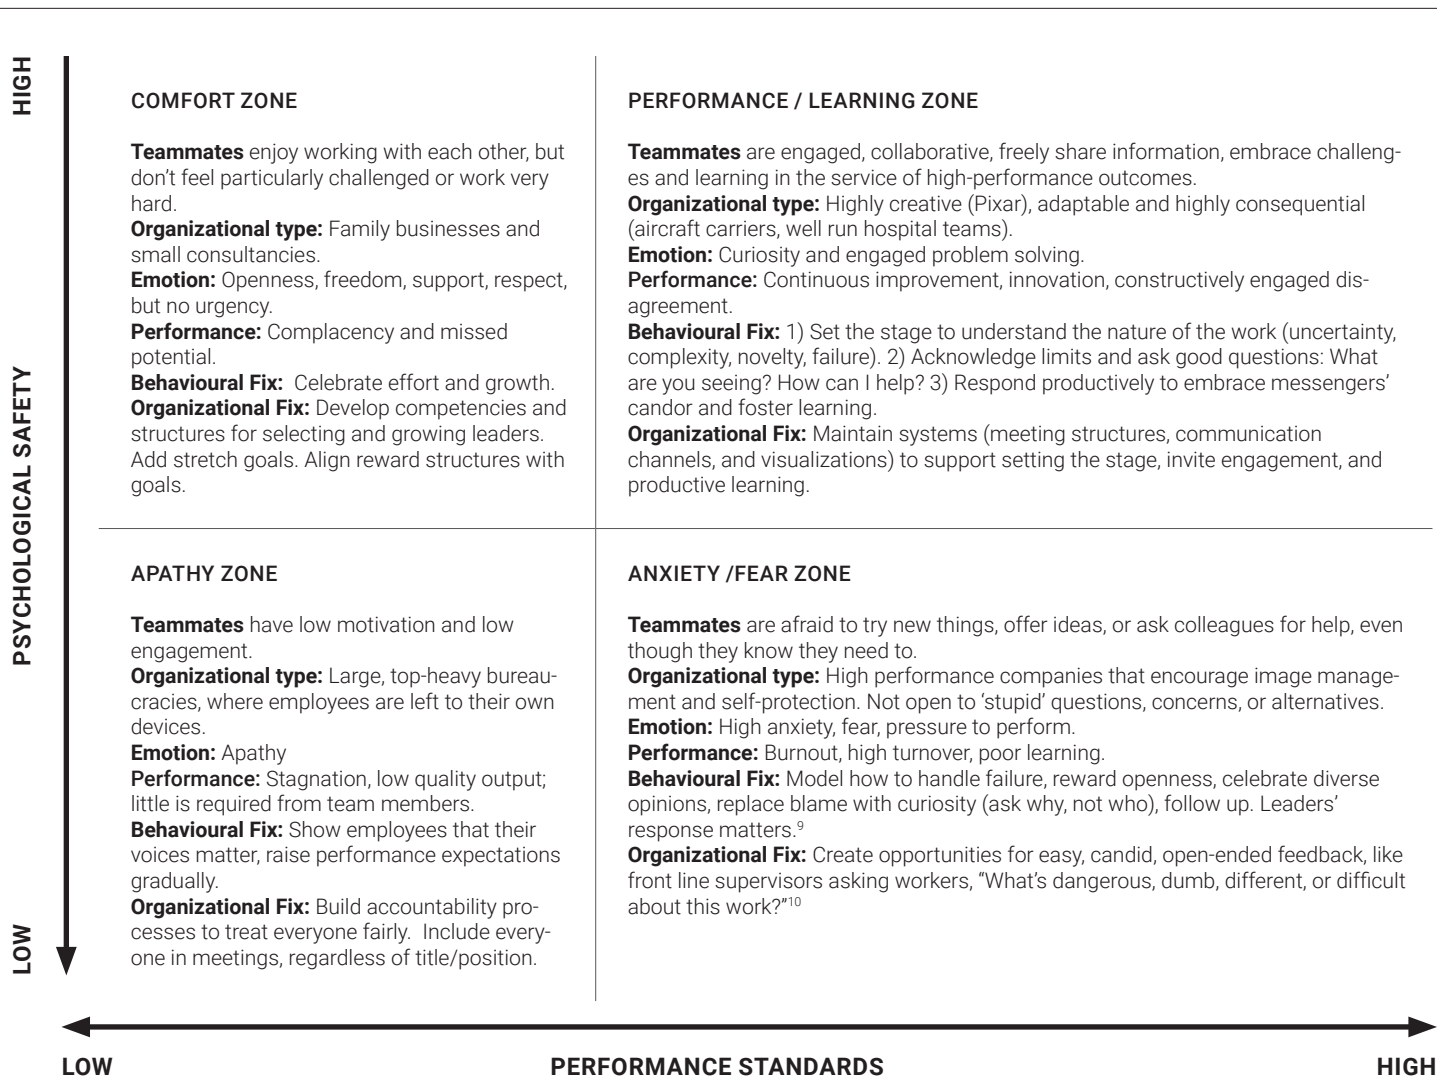 HIGH
PSYCHOLOGICAL SAFETY
LOW
COMFORT ZONE
Teammates enjoy working with each other, but
don’t feel particularly challenged or work very
hard.
Organizational type: Family businesses and
small consultancies.
Emotion: Openness, freedom, support, respect,
but no urgency.
Performance: Complacency and missed
potential.
Behavioural Fix:  Celebrate effort and growth.
Organizational Fix: Develop competencies and
structures for selecting and growing leaders.
Add stretch goals. Align reward structures with
goals.
PERFORMANCE / LEARNING ZONE
Teammates are engaged, collaborative, freely share information, embrace challeng-
es and learning in the service of high-performance outcomes.
Organizational type: Highly creative (Pixar), adaptable and highly consequential
(aircraft carriers, well run hospital teams).
Emotion: Curiosity and engaged problem solving.
Performance: Continuous improvement, innovation, constructively engaged dis-
agreement.
Behavioural Fix: 1) Set the stage to understand the nature of the work (uncertainty,
complexity, novelty, failure). 2) Acknowledge limits and ask good questions: What
are you seeing? How can I help? 3) Respond productively to embrace messengers’
candor and foster learning.
Organizational Fix: Maintain systems (meeting structures, communication
channels, and visualizations) to support setting the stage, invite engagement, and
productive learning.
APATHY ZONE
Teammates have low motivation and low
engagement.
Organizational type: Large, top-heavy bureau-
cracies, where employees are left to their own
devices.
Emotion: Apathy
Performance: Stagnation, low quality output;
little is required from team members.
Behavioural Fix: Show employees that their
voices matter, raise performance expectations
gradually.
Organizational Fix: Build accountability pro-
cesses to treat everyone fairly.  Include every-
one in meetings, regardless of title/position.
ANXIETY /FEAR ZONE
Teammates are afraid to try new things, offer ideas, or ask colleagues for help, even
though they know they need to.
Organizational type: High performance companies that encourage image manage-
ment and self-protection. Not open to ‘stupid’ questions, concerns, or alternatives.
Emotion: High anxiety, fear, pressure to perform.
Performance: Burnout, high turnover, poor learning.
Behavioural Fix: Model how to handle failure, reward openness, celebrate diverse
opinions, replace blame with curiosity (ask why, not who), follow up. Leaders’
response matters.⁹
Organizational Fix: Create opportunities for easy, candid, open-ended feedback, like
front line supervisors asking workers, “What’s dangerous, dumb, different, or difficult
about this work?”¹⁰
LOW
PERFORMANCE STANDARDS
HIGH